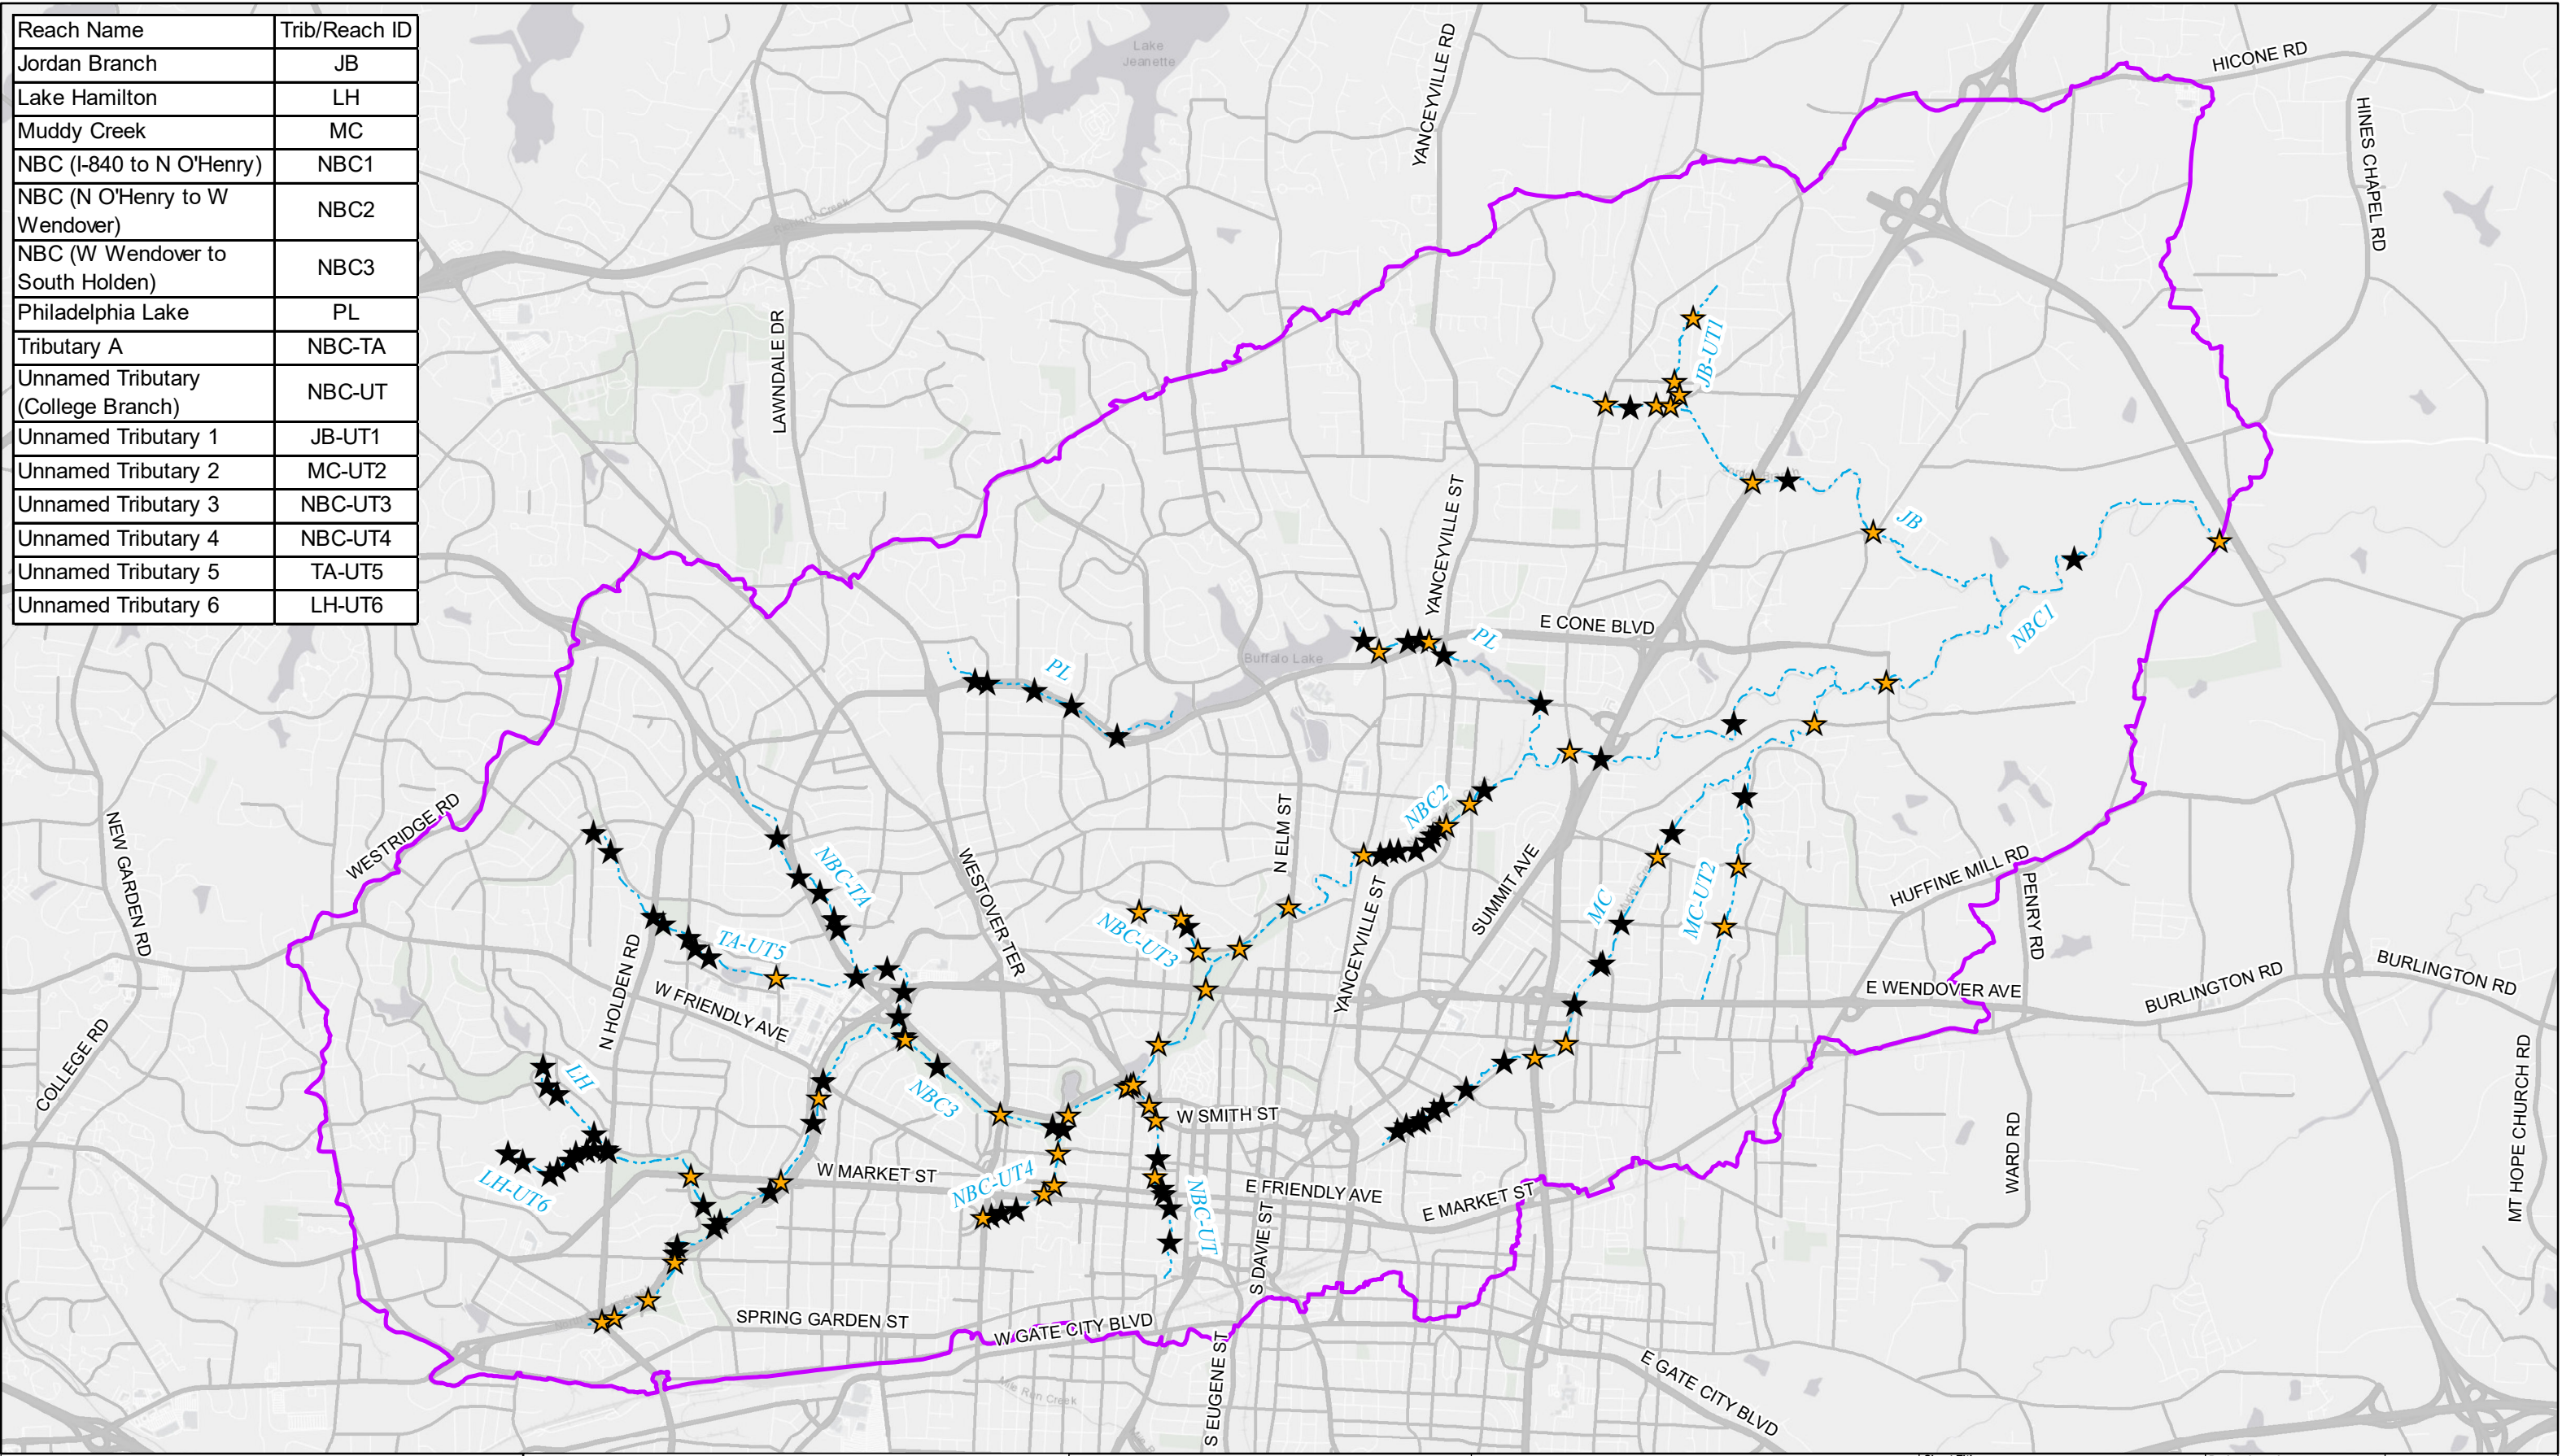 Reach Name Trib/Reach ID
Jordan Branch JB
Lake Hamilton LH
Muddy Creek MC
NBC (I-840 to N O'Henry) NBC1
NBC (N O'Henry to W
Wendover) NBC2
NBC (W Wendover to
South Holden) NBC3
Philadelphia Lake PL
Tributary A NBC-TA
Unnamed Tributary
(College Branch) NBC-UT
Unnamed Tributary 1 JB-UT1
Unnamed Tributary 2 MC-UT2
Unnamed Tributary 3 NBC-UT3
Unnamed Tributary 4 NBC-UT4
Unnamed Tributary 5 TA-UT5
Unnamed Tributary 6 LH-UT6
Lake
Jeanette
YANCEYVILLE RD
HICONE RD
HINES CHAPEL RD
Richland Creek
LAWNDALE DR
JB-UT1
Jordan Branch
JB
YANCEYVILLE ST
E CONE BLVD
NBC1
PL
Buffalo Lake
PL
NBC2
N ELM ST
WESTRIDGE RD
NEW GARDEN RD
NBC-TA
WESTOVER TER
SUMMIT AVE
HUFFINE MILL RD
PENRY RD
MC
MC-UT2
NBC-UT3
YANCEYVILLE ST
TA-UT5
N HOLDEN RD
W FRIENDLY AVE
E WENDOVER AVE
BURLINGTON RD
BURLINGTON RD
COLLEGE RD
LH
NBC3
W SMITH ST
WARD RD
MT HOPE CHURCH RD
LH-UT6
W MARKET ST
NBC-UT4
NBC-UT
E FRIENDLY AVE
E MARKET ST
S DAVIE ST
SPRING GARDEN ST
W GATE CITY BLVD
S EUGENE ST
E GATE CITY BLVD
Mile Run Creek